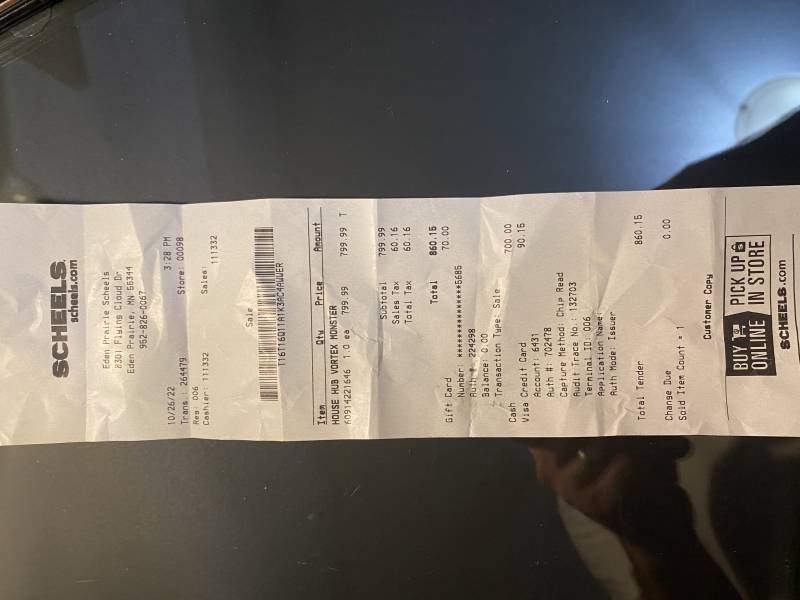 SCHEELS
scheels.com
Eden Prairie Scheels
8301 Flying Cloud Dr
Eden Prairie, MN 55344
952-826-0067
10/26/22 3:28 PM
Trans.: 264479 Store: 00098
Reg: 006
Cashier: 111332 Sales: 111332
Sale
Item Qty Price Amount
HOUSE HUB VORTEX MONSTER
60914221646 1.0 ea 799.99 799.99 T
Subtotal 799.99
Sales Tax 60.16
Total Tax 60.16
Total 860.15
Gift Card 70.00
Number: ***************5685
Auth #: 224298
Balance: 0.00
Transaction Type: Sale
Cash 700.00
Visa Credit Card 90.15
Account: 6431
Auth #: 702478
Capture Method: Chip Read
Audit Trace No.: 132703
Terminal ID: 006
Application Name:
Auth Mode: Issuer
Total Tender 860.15
Change Due 0.00
Sold Item Count = 1
Customer Copy
BUY ONLINE PICK UP IN STORE
SCHEELS.com